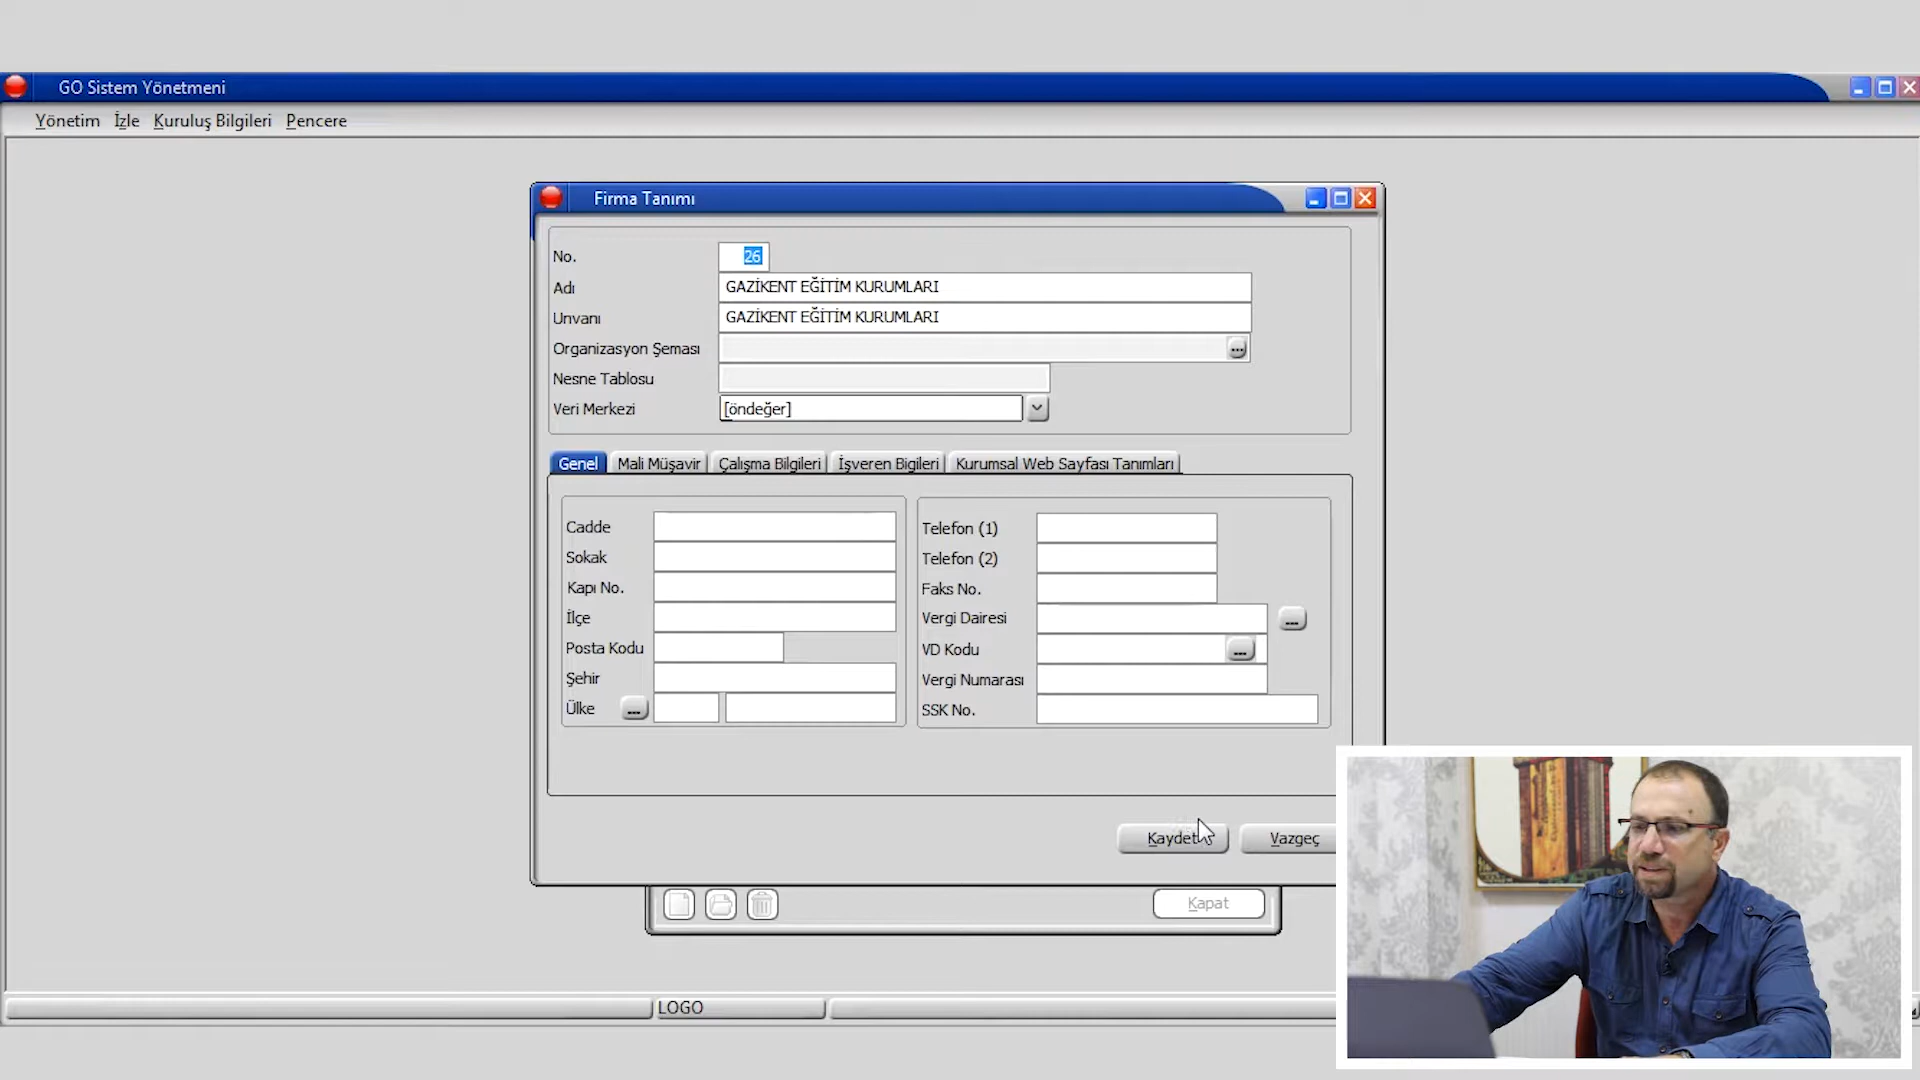 GO Sistem Yönetmeni
Yönetim İzle Kuruluş Bilgileri Pencere
Firma Tanımı
No. 26
Adı GAZİKENT EĞİTİM KURUMLARI
Unvanı GAZİKENT EĞİTİM KURUMLARI
Organizasyon Şeması ...
Nesne Tablosu
Veri Merkezi [öndeğer]
Genel Mali Müşavir Çalışma Bilgileri İşveren Bigileri Kurumsal Web Sayfası Tanımları
Cadde Telefon (1)
Sokak Telefon (2)
Kapı No. Faks No.
İlçe Vergi Dairesi ...
Posta Kodu VD Kodu ...
Şehir Vergi Numarası
Ülke ... SSK No.
Kaydet Vazgeç
Kapat
LOGO